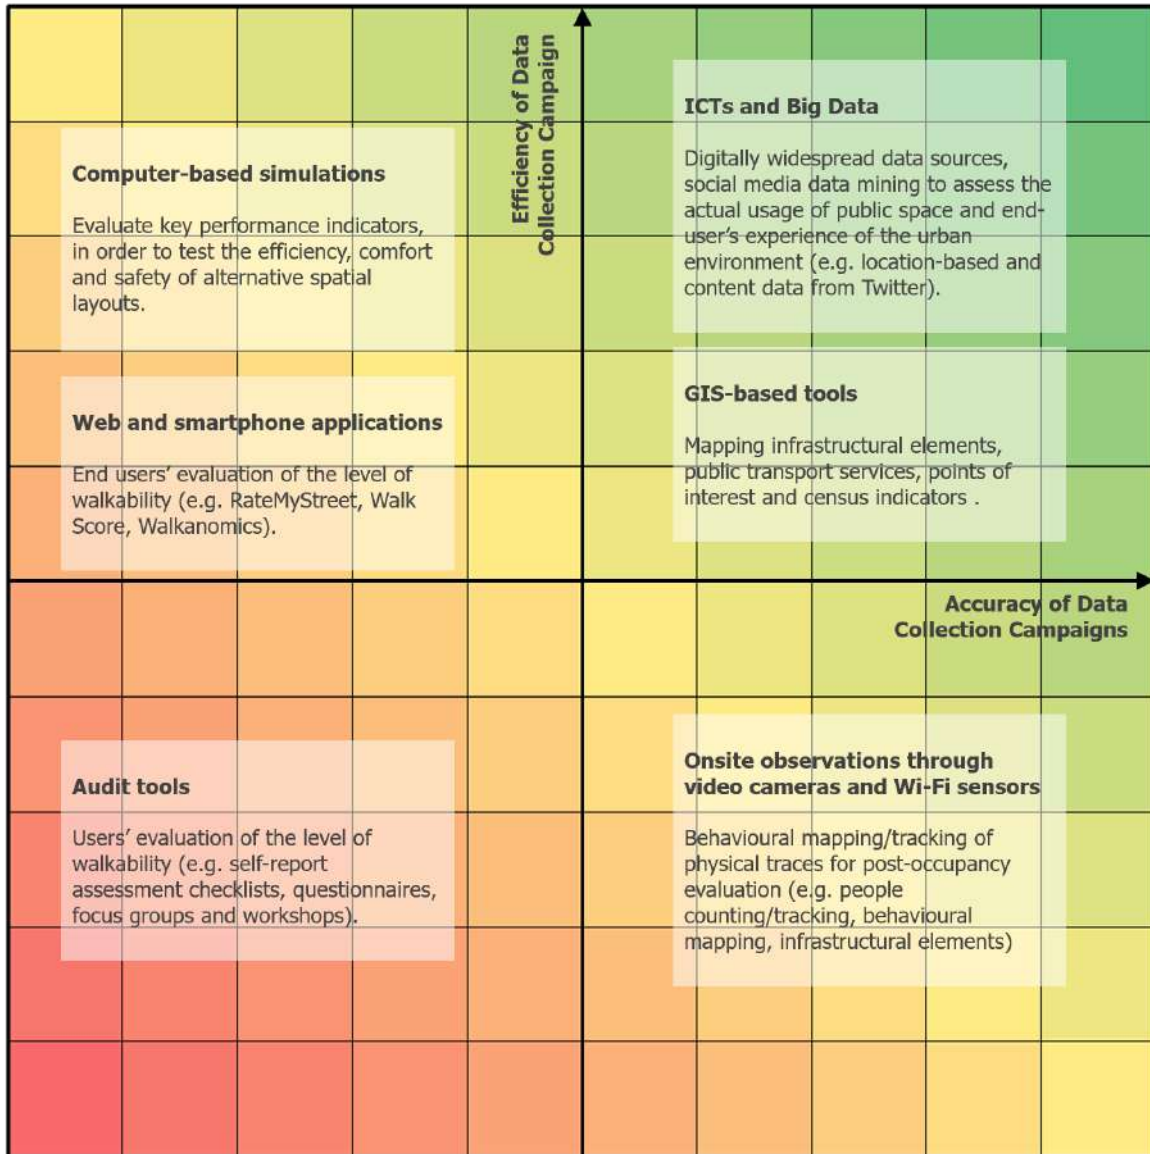 Efficiency of Data
Collection Campaign
ICTs and Big Data
Digitally widespread data sources,
social media data mining to assess the
actual usage of public space and end-
user's experience of the urban
environment (e.g. location-based and
content data from Twitter).
Computer-based simulations
Evaluate key performance indicators,
in order to test the efficiency, comfort
and safety of alternative spatial
layouts.
Web and smartphone applications
End users' evaluation of the level of
walkability (e.g. RateMyStreet, Walk
Score, Walkanomics).
GIS-based tools
Mapping infrastructural elements,
public transport services, points of
interest and census indicators .
Accuracy of Data
Collection Campaigns
Audit tools
Users' evaluation of the level of
walkability (e.g. self-report
assessment checklists, questionnaires,
focus groups and workshops).
Onsite observations through
video cameras and Wi-Fi sensors
Behavioural mapping/tracking of
physical traces for post-occupancy
evaluation (e.g. people
counting/tracking, behavioural
mapping, infrastructural elements)